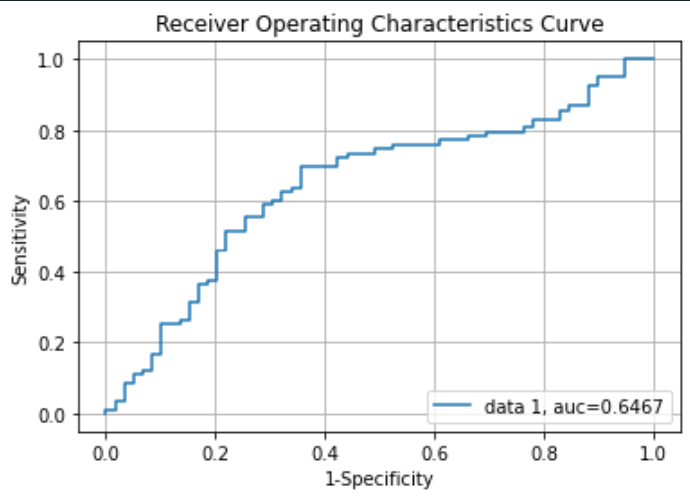 Receiver Operating Characteristics Curve
1.0
0.8
0.6
0.4
0.2
0.0
Sensitivity
data 1, auc=0.6467
0.0 0.2 0.4 0.6 0.8 1.0
1-Specificity